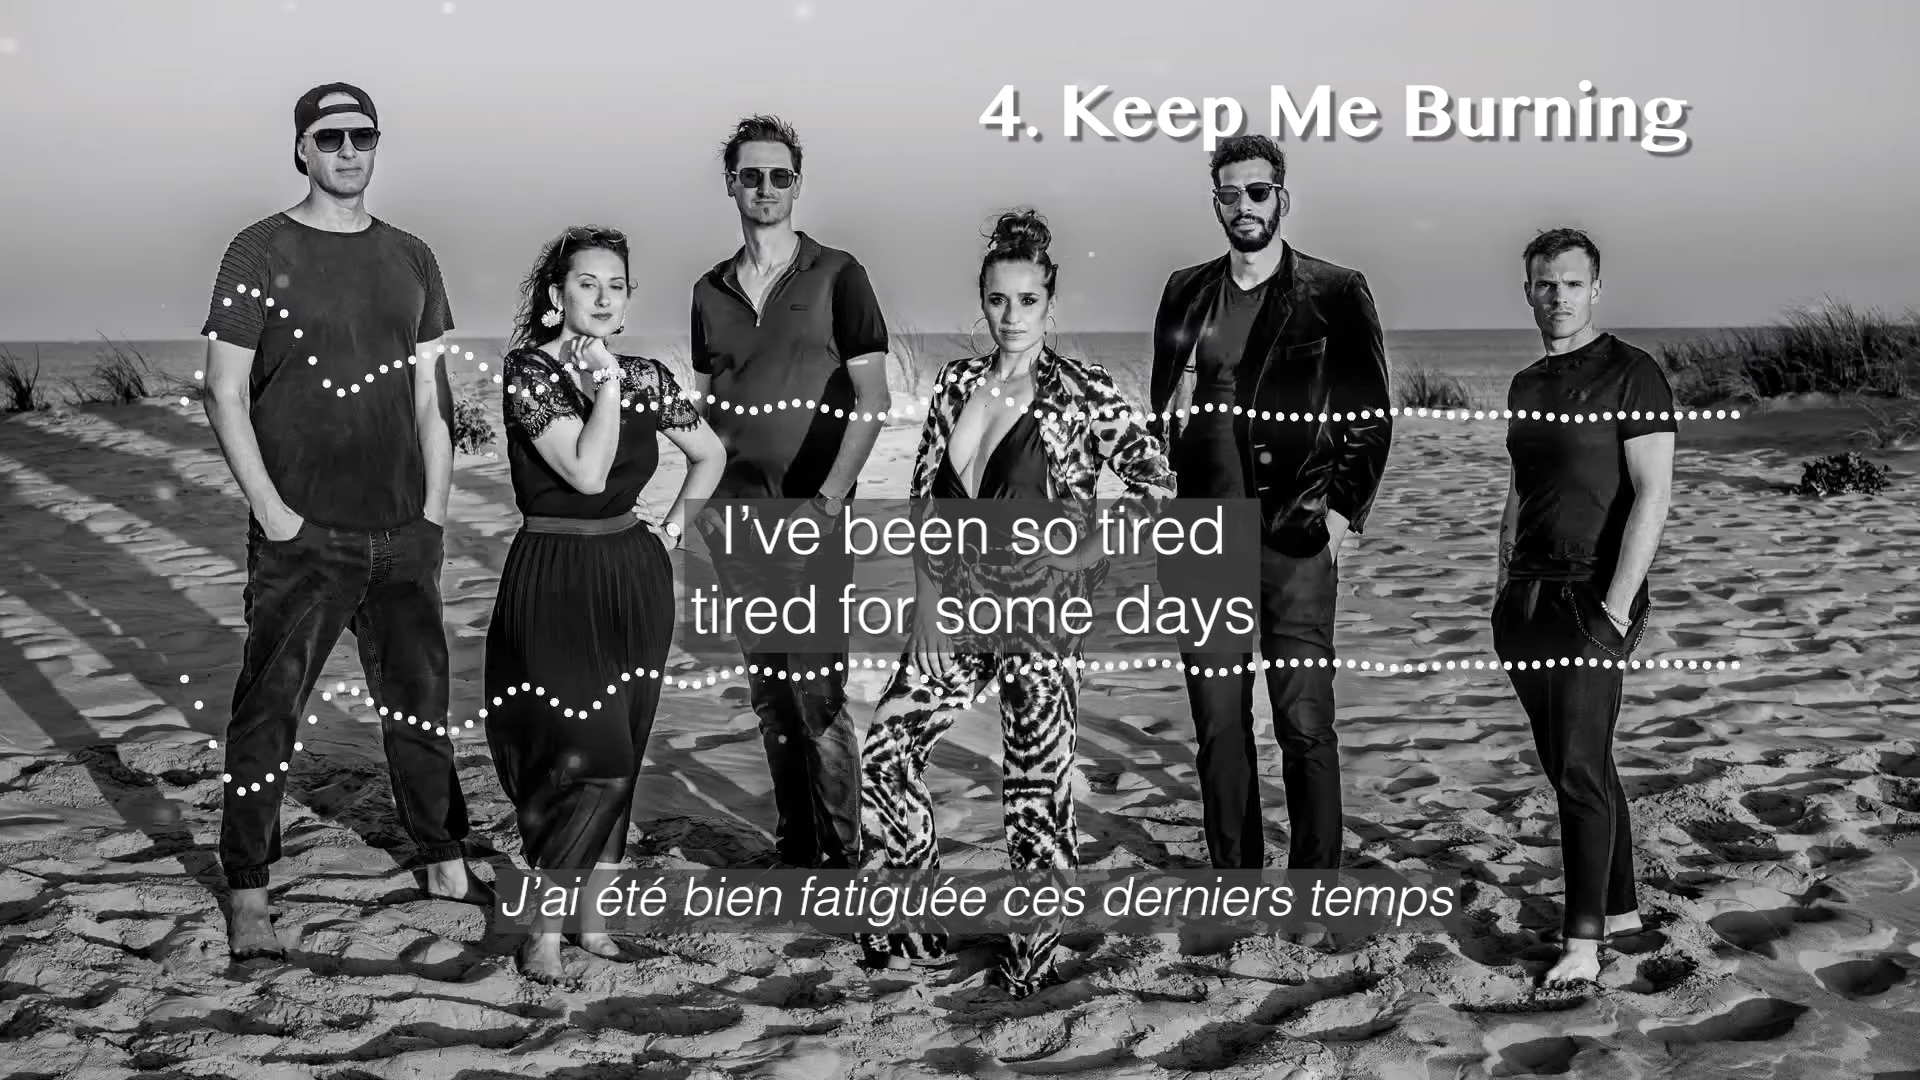 4. Keep Me Burning
I’ve been so tired
tired for some days
J’ai été bien fatiguée ces derniers temps